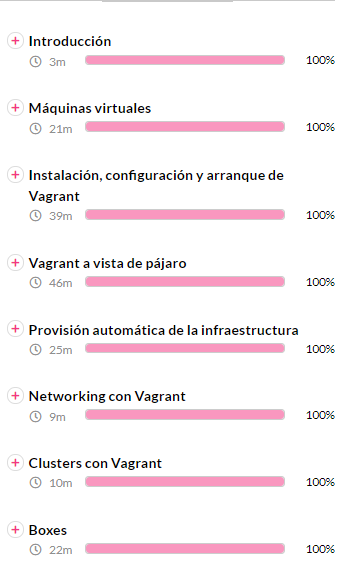 Introducción
3m 100%
Máquinas virtuales
21m 100%
Instalación, configuración y arranque de
Vagrant
39m 100%
Vagrant a vista de pájaro
46m 100%
Provisión automática de la infraestructura
25m 100%
Networking con Vagrant
9m 100%
Clusters con Vagrant
10m 100%
Boxes
22m 100%